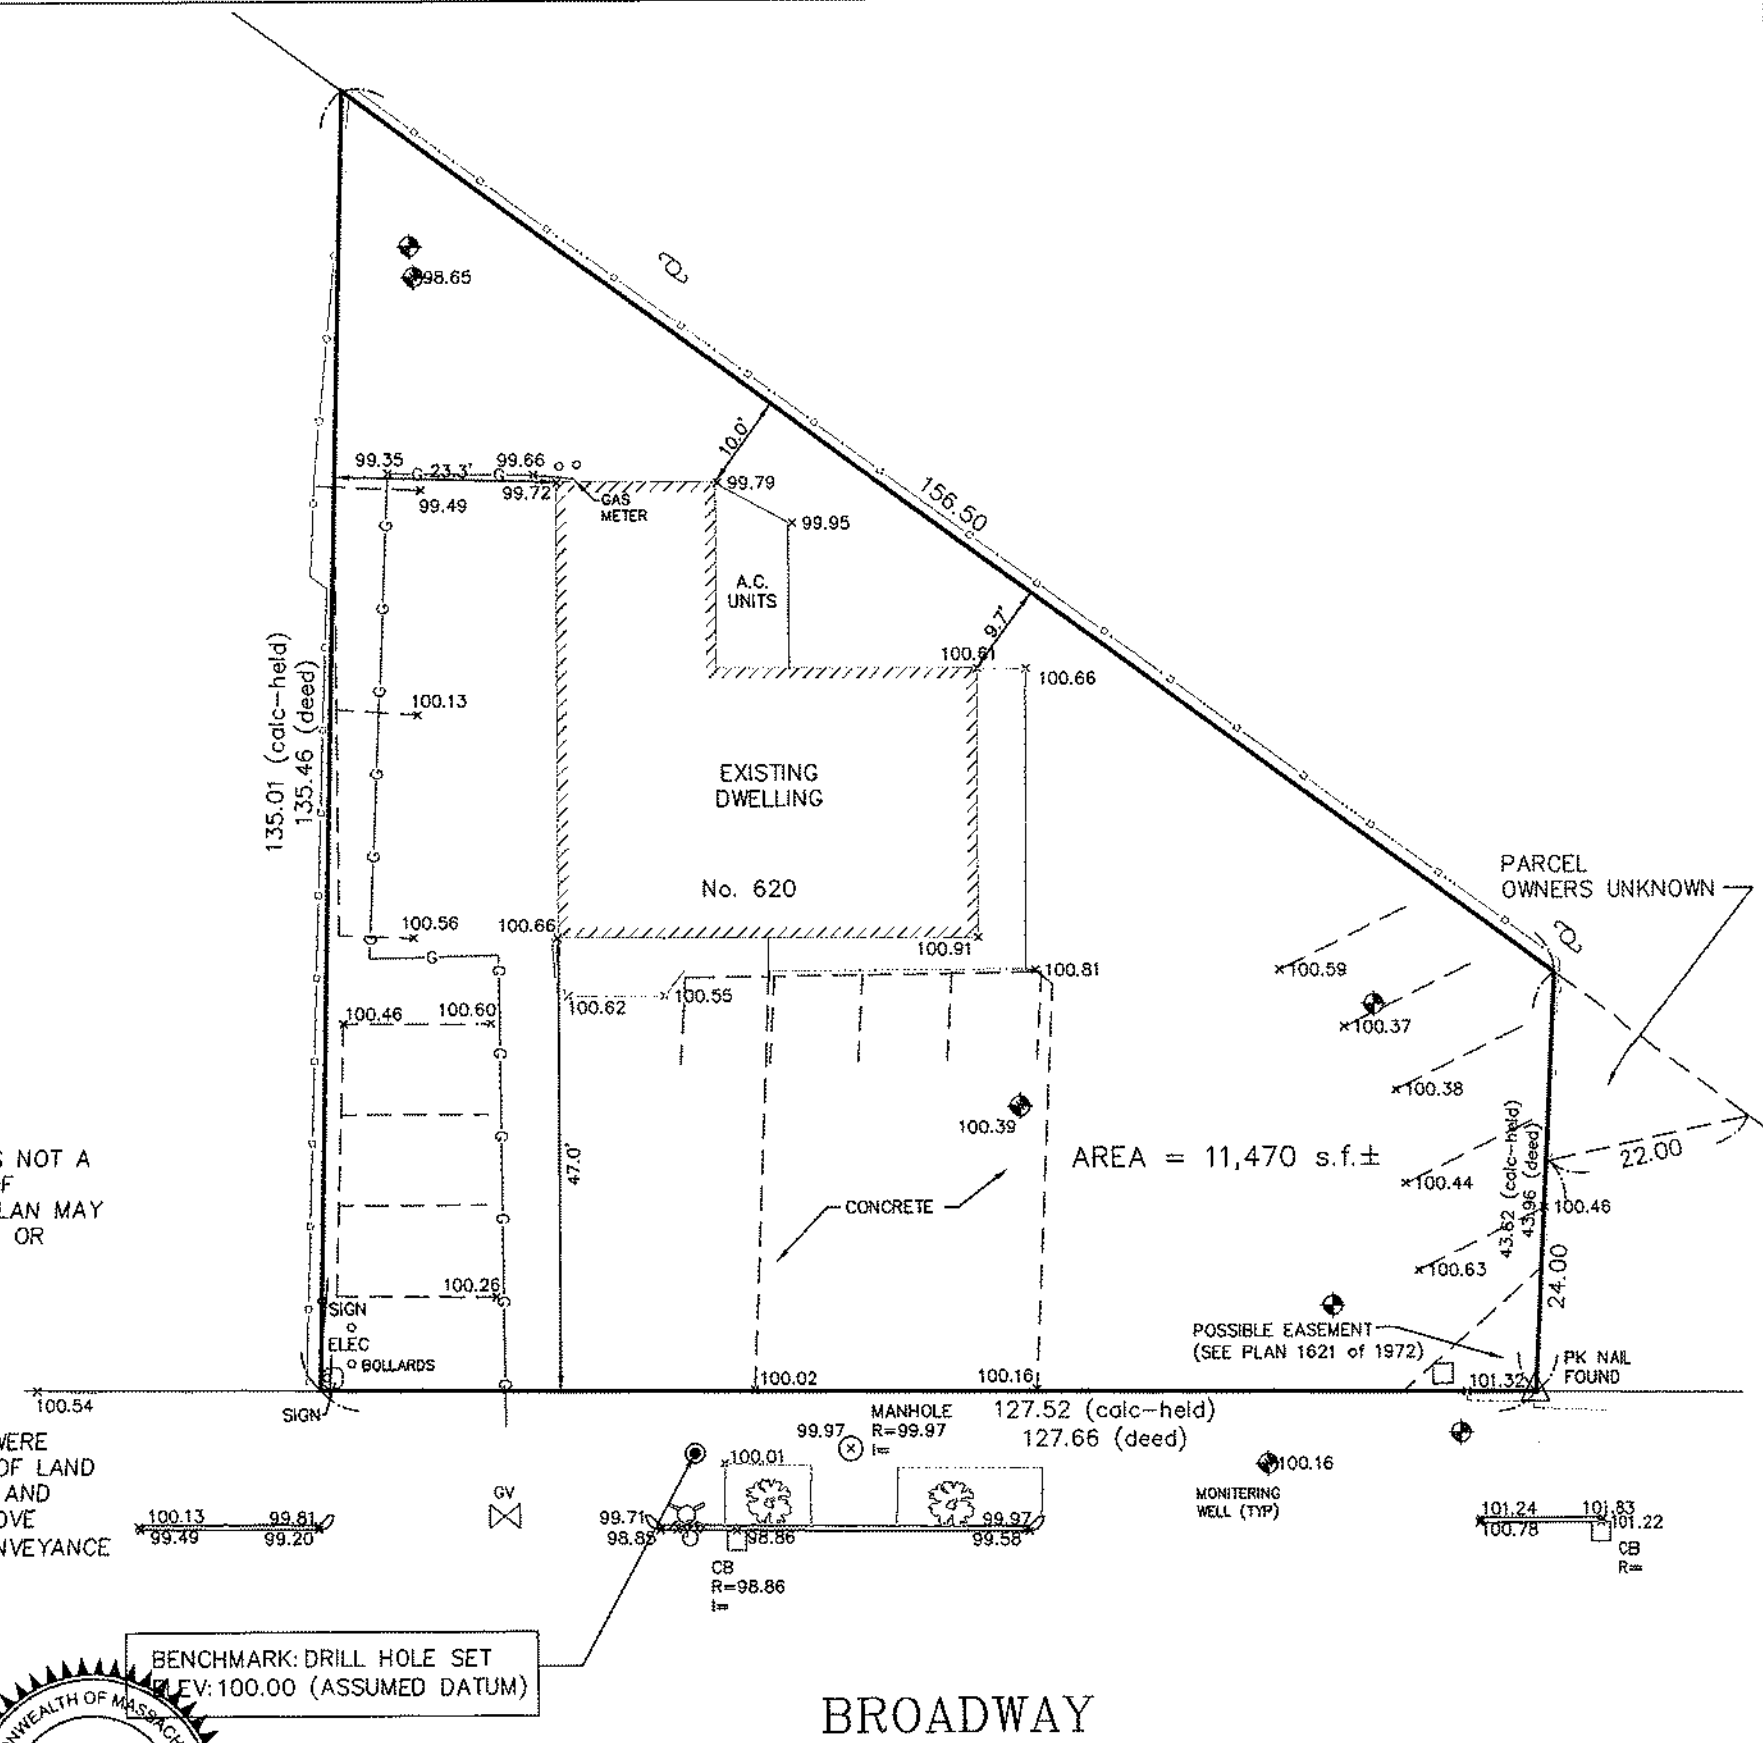 98.65
10.0'
99.35
G 23.3' G
99.66
99.72
99.49
GAS
METER
99.79
99.95
156.50
A.C.
UNITS
9.7'
100.61
100.66
135.01 (calc-held)
135.46 (deed)
G
G
100.13
G
G
G
EXISTING
DWELLING
No. 620
PARCEL
OWNERS UNKNOWN
100.56
100.66
100.91
G
G
G
100.81
100.59
100.62
100.55
100.46
100.60
100.37
G
100.38
100.39
AREA = 11,470 s.f.±
43.62 (calc-held)
43.96 (deed)
22.00
G
47.0'
S NOT A
F
LAN MAY
OR
CONCRETE
100.44
100.46
G
100.63
24.00
100.26
G
SIGN
ELEC
BOLLARDS
POSSIBLE EASEMENT
(SEE PLAN 1621 of 1972)
PK NAIL
FOUND
100.02
100.16
101.32
G
100.54
SIGN
MANHOLE
99.97
R=99.97
I=
127.52 (calc-held)
127.66 (deed)
WERE
OF LAND
AND
OVE
NVEYANCE
100.01
100.16
MONITERING
WELL (TYP)
GV
100.13
99.81
99.49
99.20
99.71
98.85
98.86
99.97
99.58
101.24
101.83
100.78
101.22
CB
R=
CB
R=98.86
I=
BENCHMARK: DRILL HOLE SET
ELEV: 100.00 (ASSUMED DATUM)
NWEALTH OF MASSACH
BROADWAY